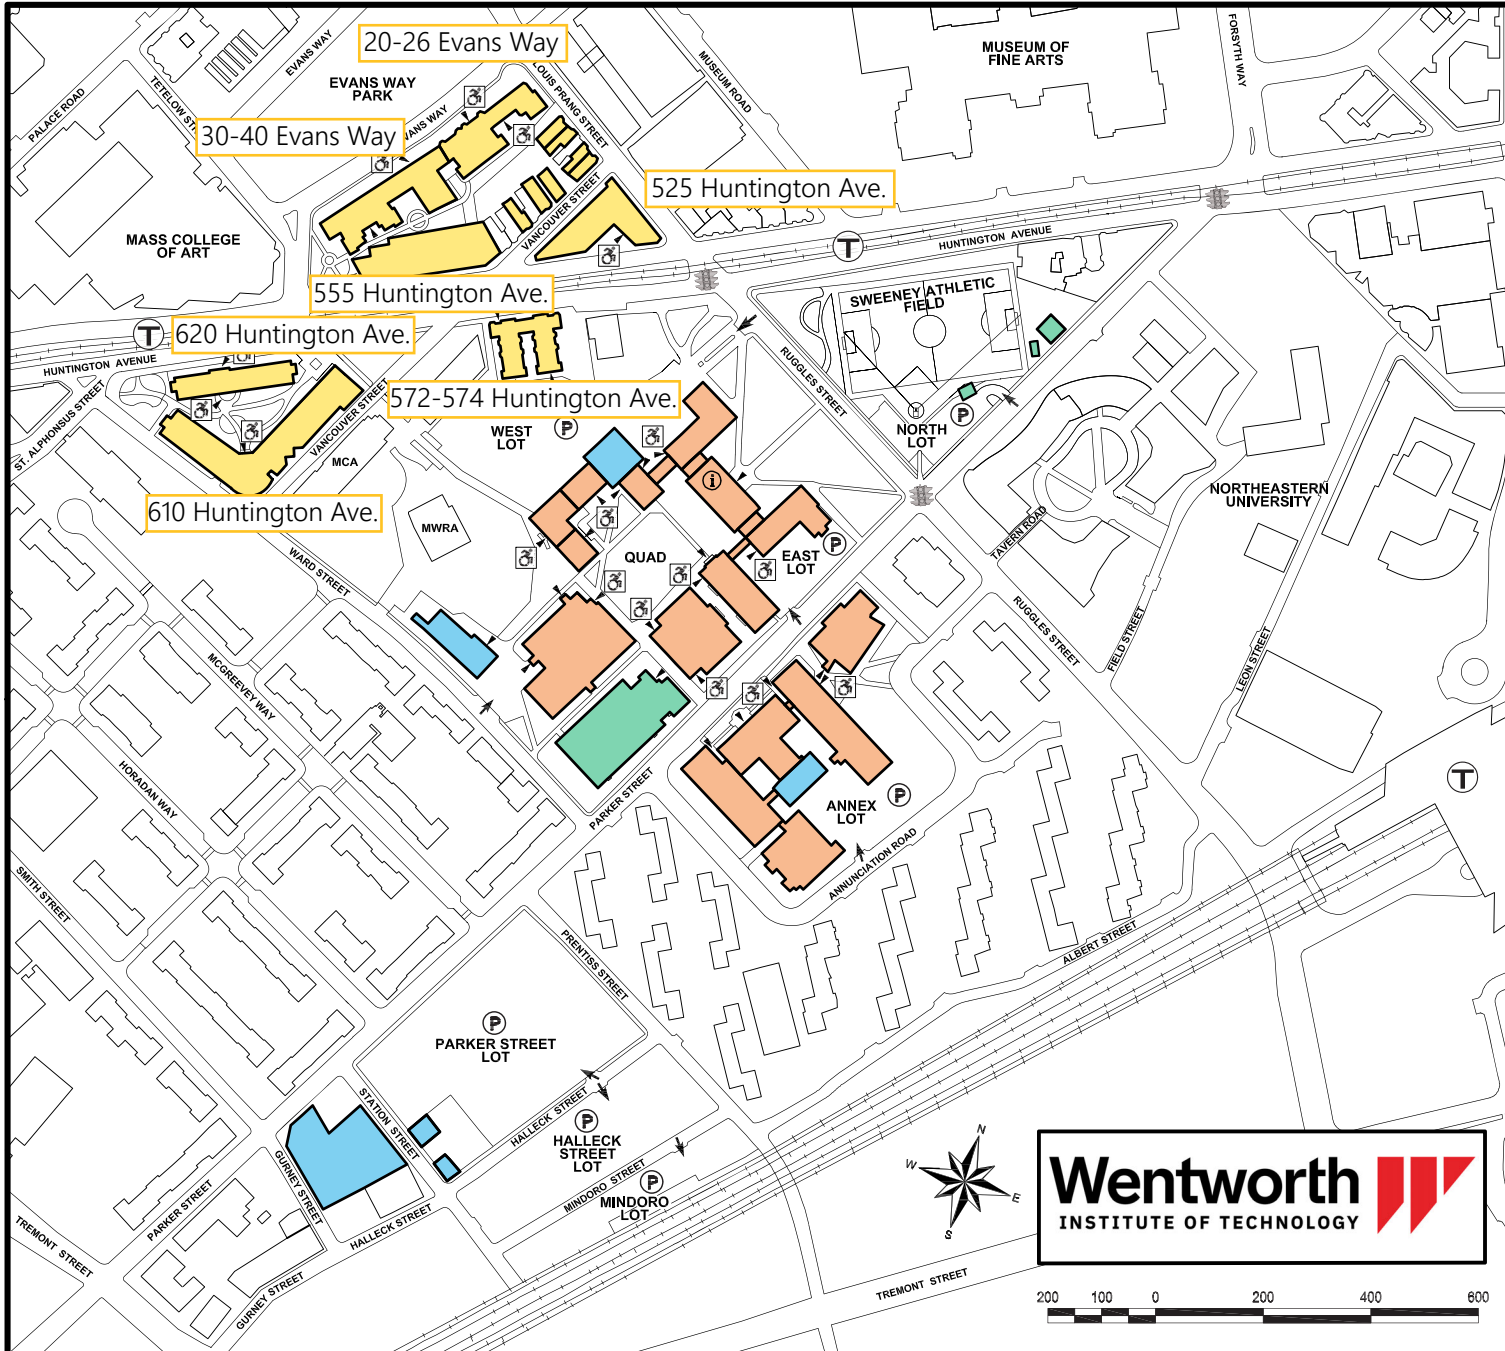 20-26 Evans Way
30-40 Evans Way
525 Huntington Ave.
555 Huntington Ave.
620 Huntington Ave.
572-574 Huntington Ave.
610 Huntington Ave.
EVANS WAY
PALACE ROAD
EVANS WAY
PARK
LOUIS PRANG STREET
MUSEUM ROAD
MUSEUM OF
FINE ARTS
FORSYTH WAY
MASS COLLEGE
OF ART
VANCOUVER STREET
T
HUNTINGTON AVENUE
SWEENEY ATHLETIC
FIELD
T
HUNTINGTON AVENUE
ST. ALPHONSUS STREET
VANCOUVER STREET
MCA
WEST
LOT
P
RUGGLES STREET
NORTH
LOT
P
i
MWRA
QUAD
EAST
LOT
P
TAVERN ROAD
NORTHEASTERN
UNIVERSITY
WARD STREET
RUGGLES STREET
FIELD STREET
LEON STREET
MCGREEVEY WAY
HORADAN WAY
PARKER STREET
ANNEX
LOT
P
T
ANNUNCIATION ROAD
SMITH STREET
PRENTISS STREET
ALBERT STREET
P
PARKER STREET
LOT
STATION STREET
HALLECK STREET
P
HALLECK
STREET
LOT
GURNEY STREET
MINDORO STREET
P
MINDORO
LOT
PARKER STREET
TREMONT STREET
HALLECK STREET
GURNEY STREET
TREMONT STREET
N
W
E
S
Wentworth
INSTITUTE OF TECHNOLOGY
200 100 0 200 400 600